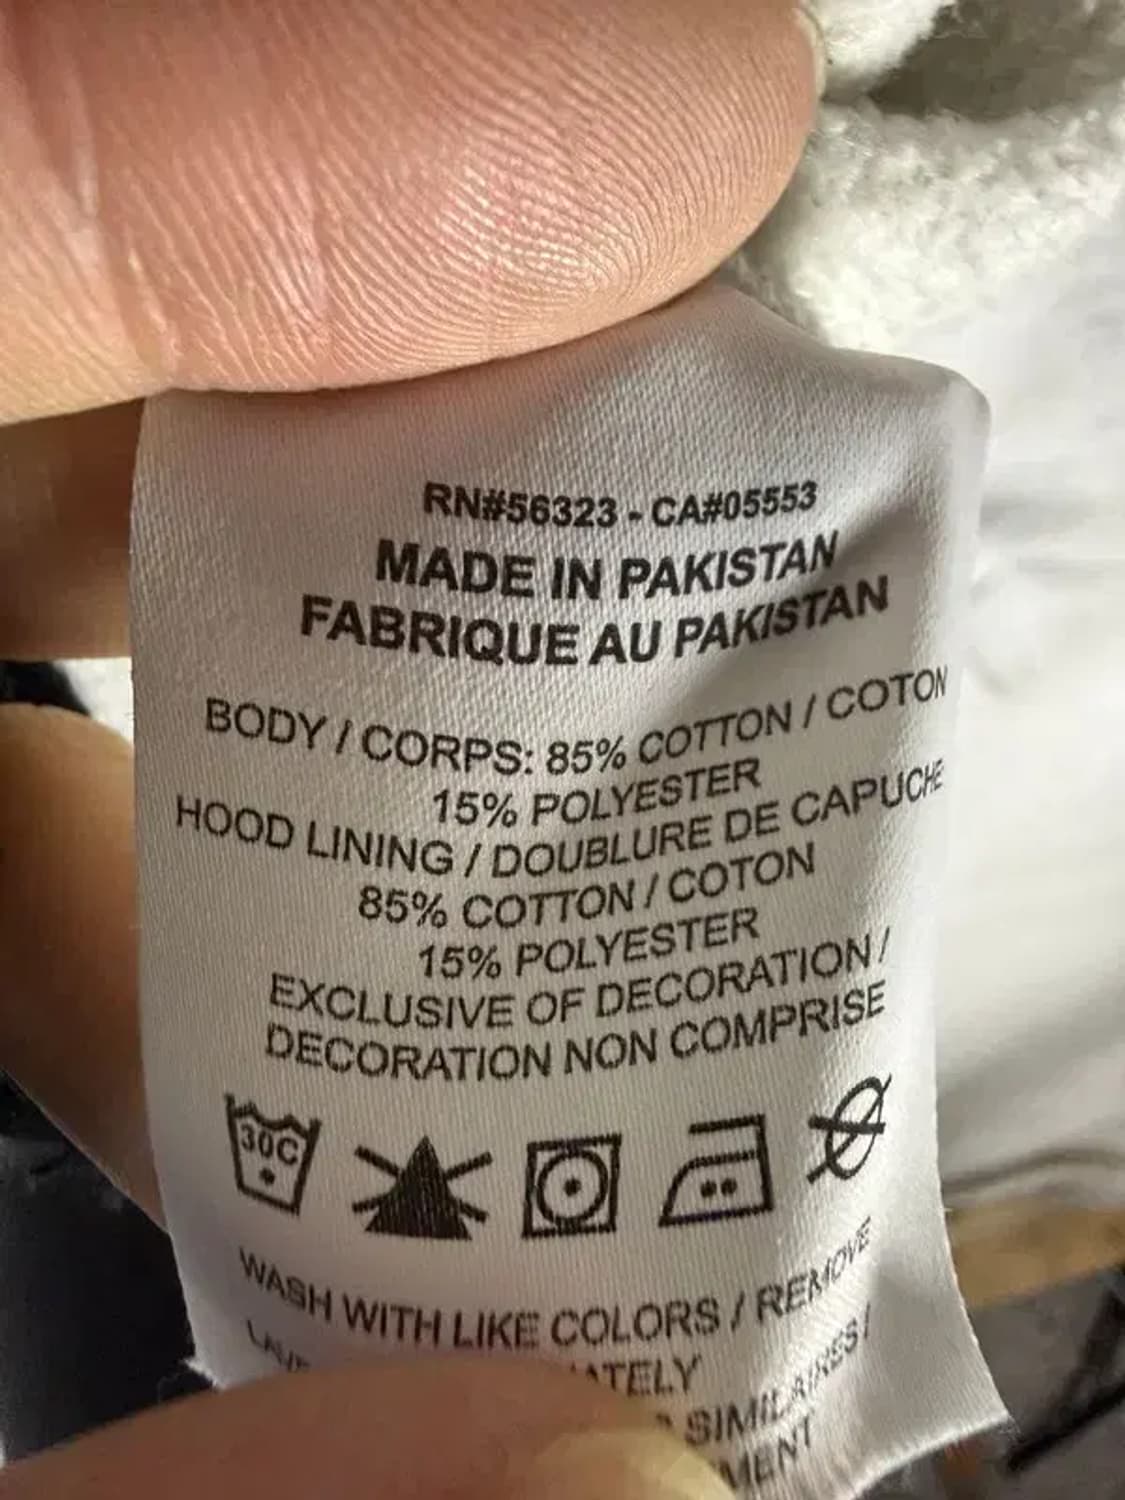 RN#56323 - CA#05553
MADE IN PAKISTAN
FABRIQUE AU PAKISTAN
BODY / CORPS: 85% COTTON / COTON
15% POLYESTER
HOOD LINING / DOUBLURE DE CAPUCHE
85% COTTON / COTON
15% POLYESTER
EXCLUSIVE OF DECORATION /
DECORATION NON COMPRISE
30C
WASH WITH LIKE COLORS / REMOVE